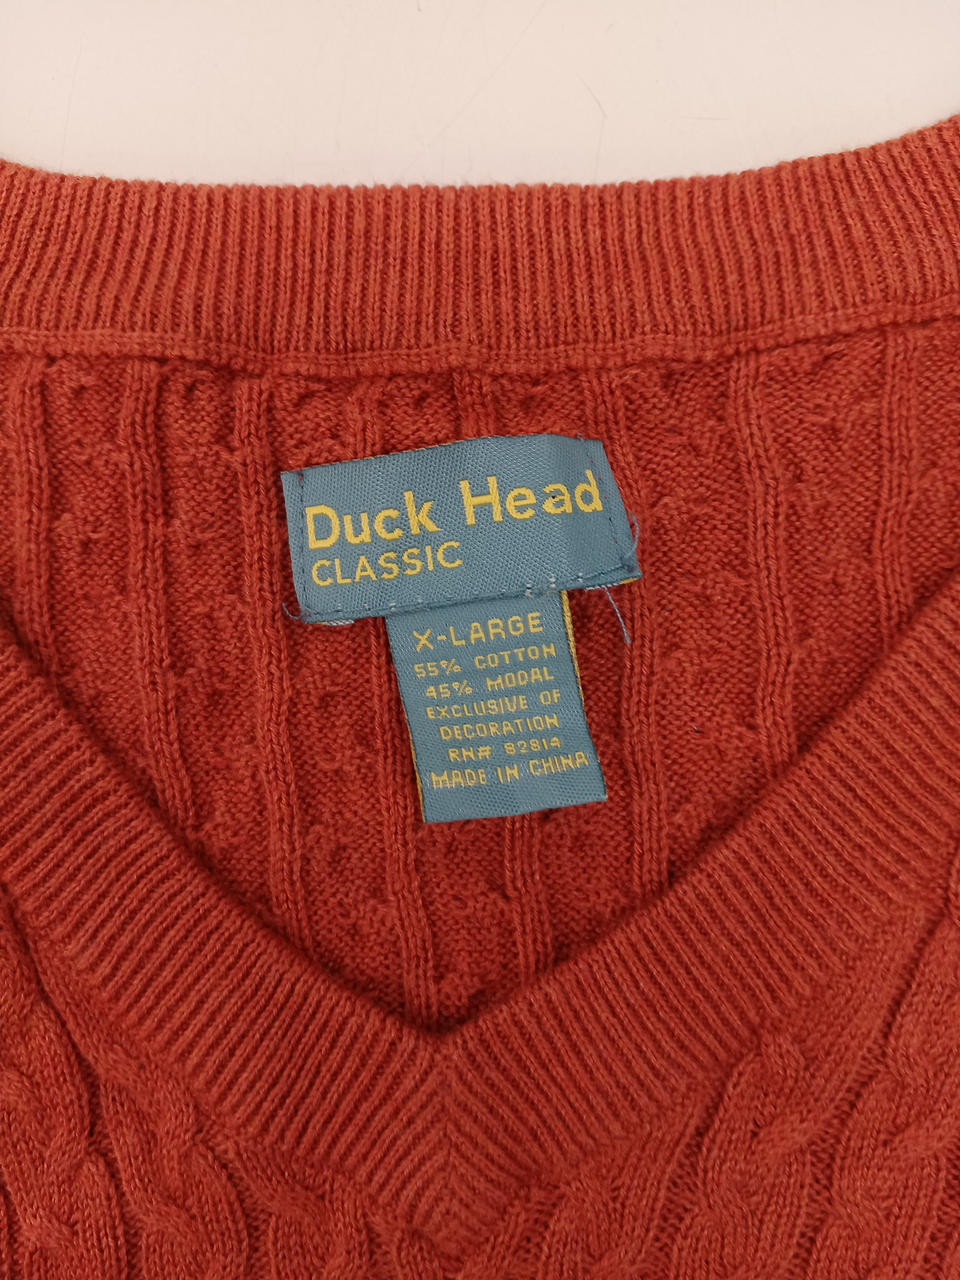 Duck Head
CLASSIC
X-LARGE
55% COTTON
45% MODAL
EXCLUSIVE OF
DECORATION
RN# 82814
MADE IN CHINA